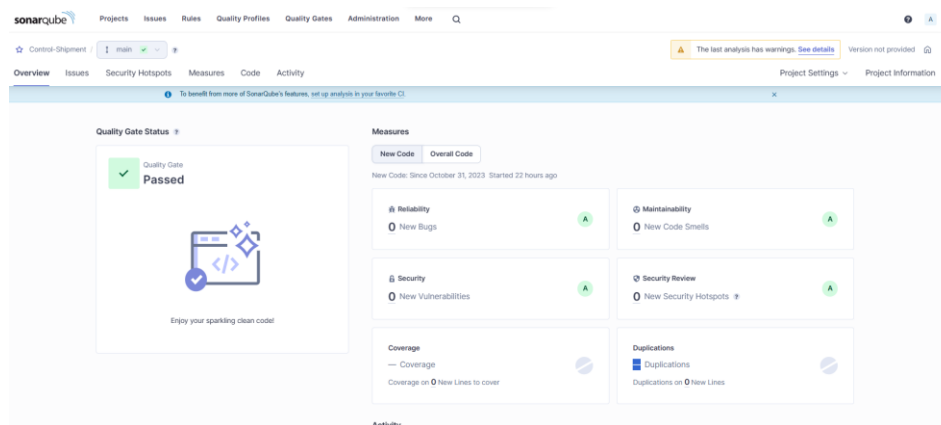 sonarqube Projects Issues Rules Quality Profiles Quality Gates Administration More A
Control-Shipment / main The last analysis has warnings. See details Version not provided
Overview Issues Security Hotspots Measures Code Activity Project Settings Project Information
To benefit from more of SonarQube's features, set up analysis in your favorite CI.
Quality Gate Status
Quality Gate
Passed
Enjoy your sparkling clean code!
Measures
New Code Overall Code
New Code: Since October 31, 2023 Started 22 hours ago
Reliability
0 New Bugs A
Maintainability
0 New Code Smells A
Security
0 New Vulnerabilities A
Security Review
0 New Security Hotspots A
Coverage
— Coverage
Coverage on 0 New Lines to cover
Duplications
— Duplications
Duplications on 0 New Lines
Activity